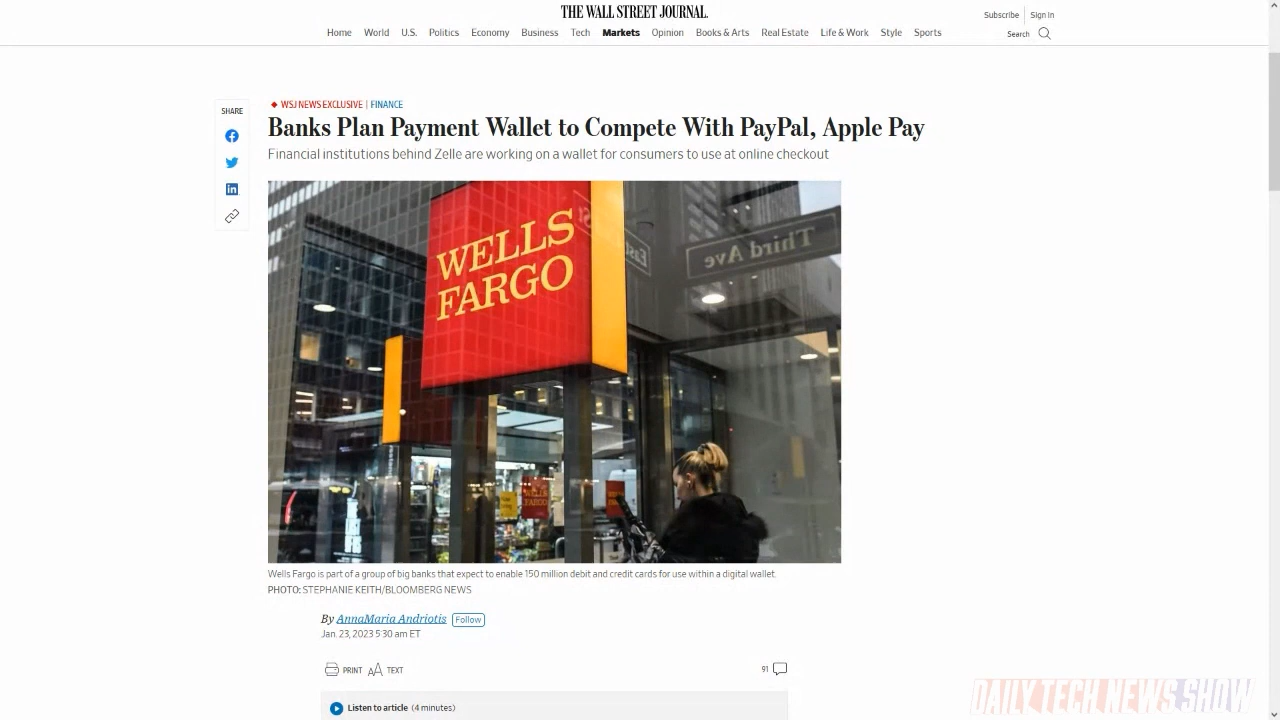 THE WALL STREET JOURNAL.
Subscribe Sign In
Home World U.S. Politics Economy Business Tech Markets Opinion Books & Arts Real Estate Life & Work Style Sports
Search
SHARE
WSJ NEWS EXCLUSIVE | FINANCE
Banks Plan Payment Wallet to Compete With PayPal, Apple Pay
Financial institutions behind Zelle are working on a wallet for consumers to use at online checkout
WELLS
FARGO
Third Ave
East
WELLS
FARGO
Wells Fargo is part of a group of big banks that expect to enable 150 million debit and credit cards for use within a digital wallet.
PHOTO: STEPHANIE KEITH/BLOOMBERG NEWS
By AnnaMaria Andriotis Follow
Jan. 23, 2023 5:30 am ET
PRINT AA TEXT
91
Listen to article (4 minutes)
DAILY TECH NEWS SHOW